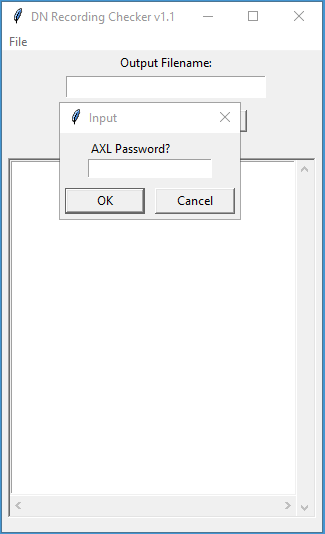 DN Recording Checker v1.1
File
Output Filename:
Input
AXL Password?
OK
Cancel